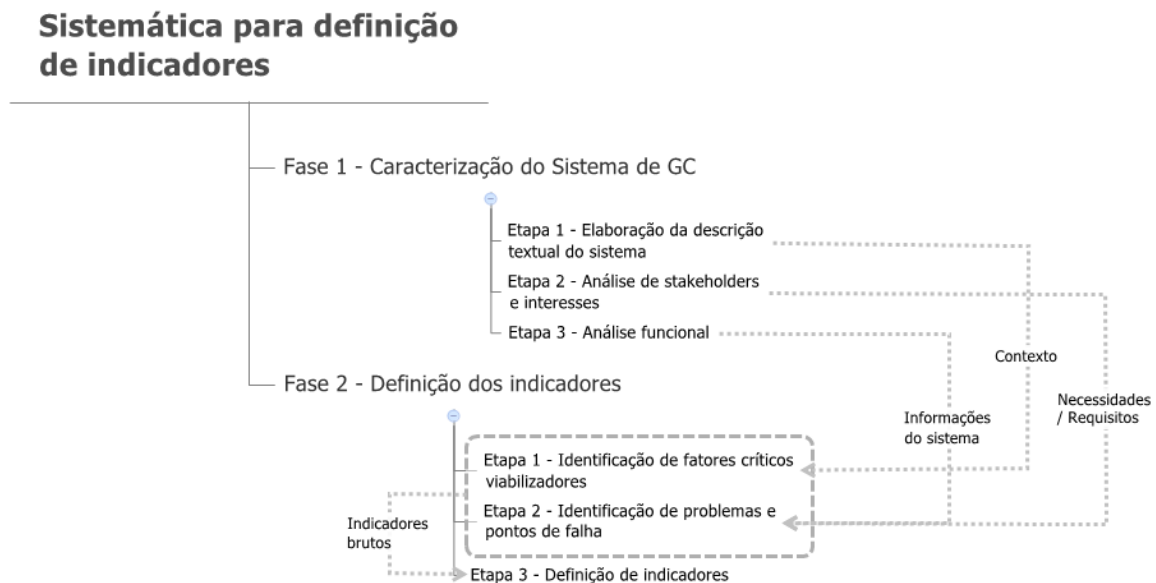 Sistemática para definição
de indicadores
Fase 1 - Caracterização do Sistema de GC
Etapa 1 - Elaboração da descrição
textual do sistema
Etapa 2 - Análise de stakeholders
e interesses
Etapa 3 - Análise funcional
Contexto
Fase 2 - Definição dos indicadores
Necessidades
/ Requisitos
Informações
do sistema
Etapa 1 - Identificação de fatores críticos
viabilizadores
Etapa 2 - Identificação de problemas e
pontos de falha
Indicadores
brutos
Etapa 3 - Definição de indicadores